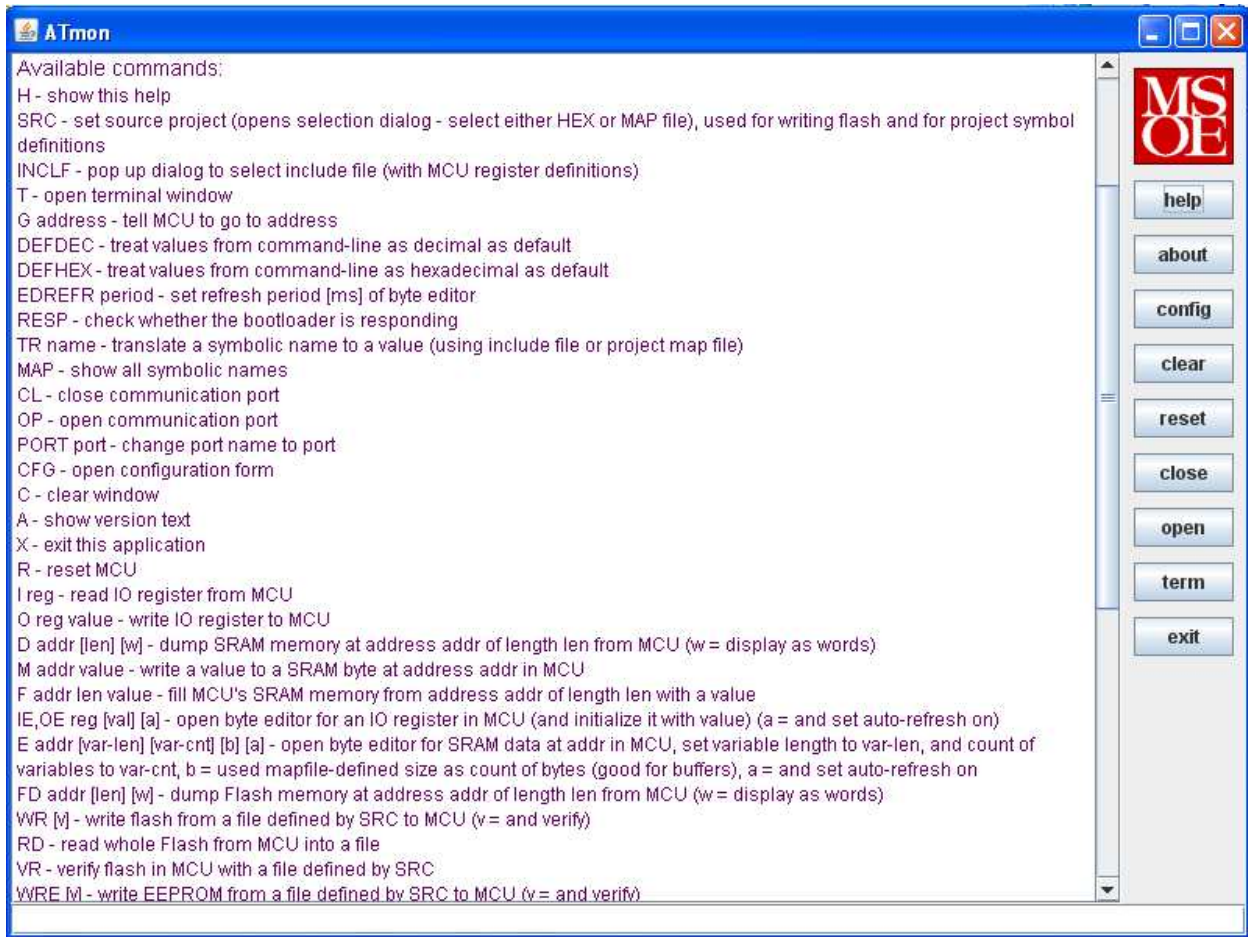 ATmon
Available commands:
H - show this help
SRC - set source project (opens selection dialog - select either HEX or MAP file), used for writing flash and for project symbol
definitions
INCLF - pop up dialog to select include file (with MCU register definitions)
T - open terminal window
G address - tell MCU to go to address
DEFDEC - treat values from command-line as decimal as default
DEFHEX - treat values from command-line as hexadecimal as default
EDREFR period - set refresh period [ms] of byte editor
RESP - check whether the bootloader is responding
TR name - translate a symbolic name to a value (using include file or project map file)
MAP - show all symbolic names
CL - close communication port
OP - open communication port
PORT port - change port name to port
CFG - open configuration form
C - clear window
A - show version text
X - exit this application
R - reset MCU
I reg - read IO register from MCU
O reg value - write IO register to MCU
D addr [len] [w] - dump SRAM memory at address addr of length len from MCU (w = display as words)
M addr value - write a value to a SRAM byte at address addr in MCU
F addr len value - fill MCU's SRAM memory from address addr of length len with a value
IE,OE reg [val] [a] - open byte editor for an IO register in MCU (and initialize it with value) (a = and set auto-refresh on)
E addr [var-len] [var-cnt] [b] [a] - open byte editor for SRAM data at addr in MCU, set variable length to var-len, and count of
variables to var-cnt, b = used mapfile-defined size as count of bytes (good for buffers), a = and set auto-refresh on
FD addr [len] [w] - dump Flash memory at address addr of length len from MCU (w = display as words)
WR [v] - write flash from a file defined by SRC to MCU (v = and verify)
RD - read whole Flash from MCU into a file
VR - verify flash in MCU with a file defined by SRC
WRE [v] - write EEPROM from a file defined by SRC to MCU (v = and verify)
MS
OE
help
about
config
clear
reset
close
open
term
exit